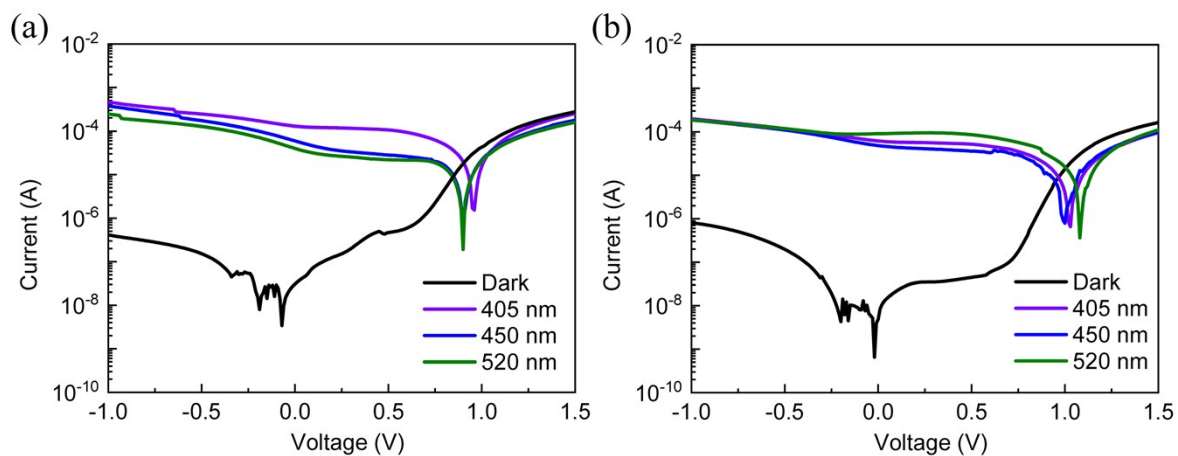 (a)
10⁻²
10⁻⁴
10⁻⁶
10⁻⁸
10⁻¹⁰
Current (A)
Dark
405 nm
450 nm
520 nm
-1.0 -0.5 0.0 0.5 1.0 1.5
Voltage (V)
(b)
10⁻²
10⁻⁴
10⁻⁶
10⁻⁸
10⁻¹⁰
Current (A)
Dark
405 nm
450 nm
520 nm
-1.0 -0.5 0.0 0.5 1.0 1.5
Voltage (V)